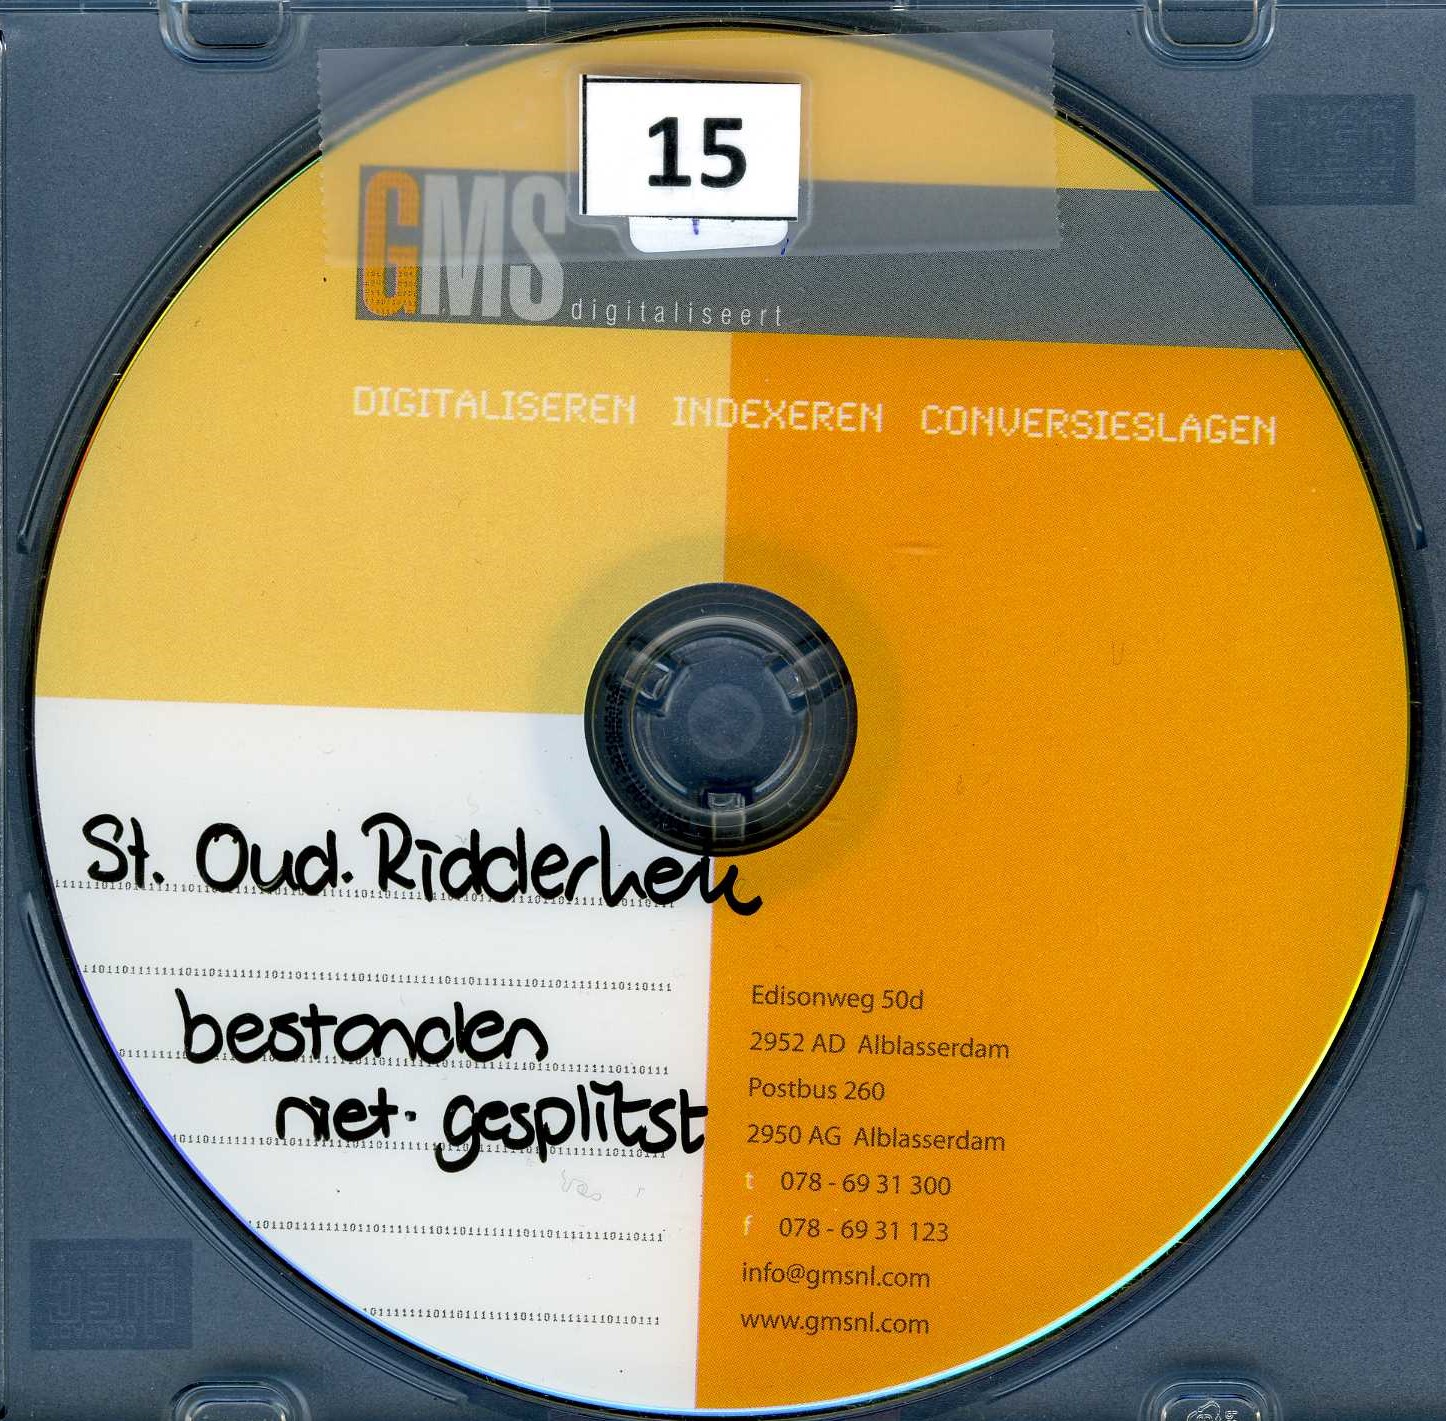 15
GMS digitaliseert
DIGITALISEREN INDEXEREN CONVERSIESLAGEN
St. Oud. Ridderkerk
bestanden
niet. gesplitst
Edisonweg 50d
2952 AD Alblasserdam
Postbus 260
2950 AG Alblasserdam
t 078 - 69 31 300
f 078 - 69 31 123
info@gmsnl.com
www.gmsnl.com